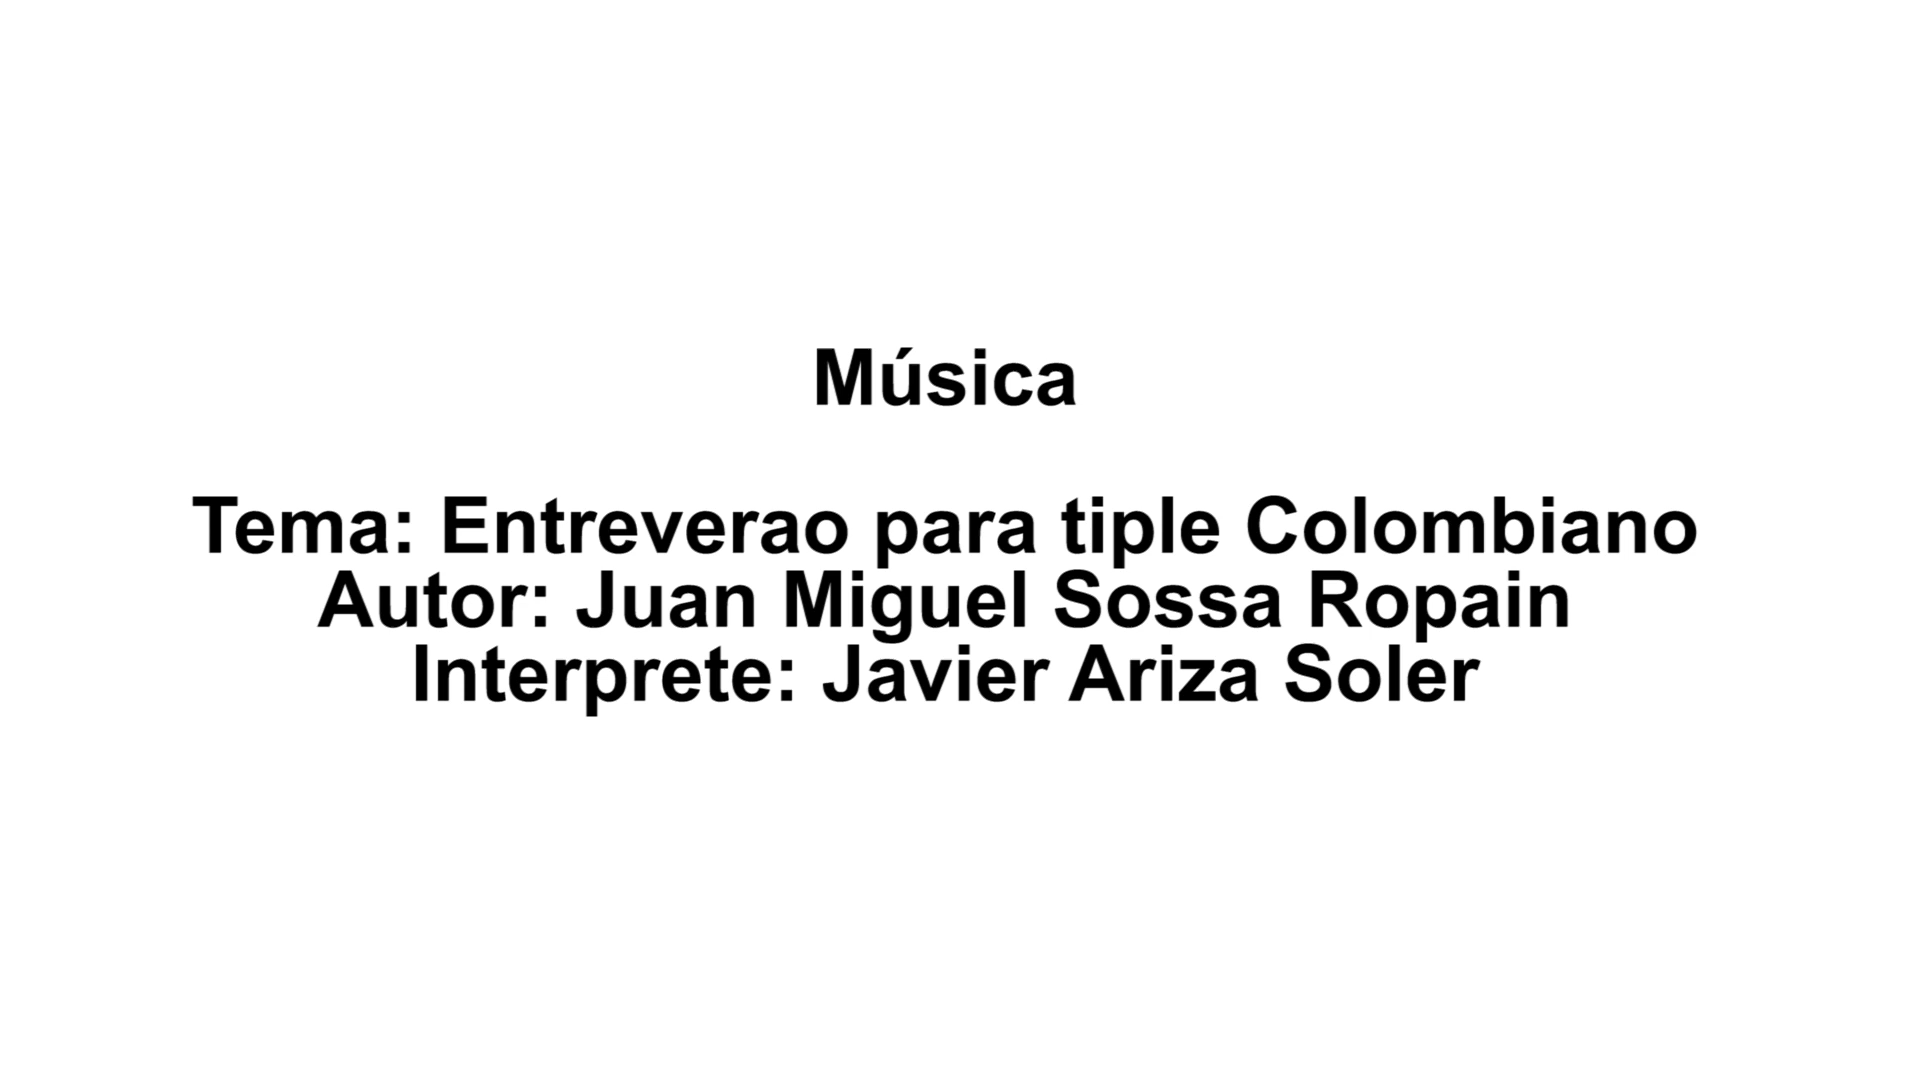 Música
Tema: Entreverao para tiple Colombiano
Autor: Juan Miguel Sossa Ropain
Interprete: Javier Ariza Soler